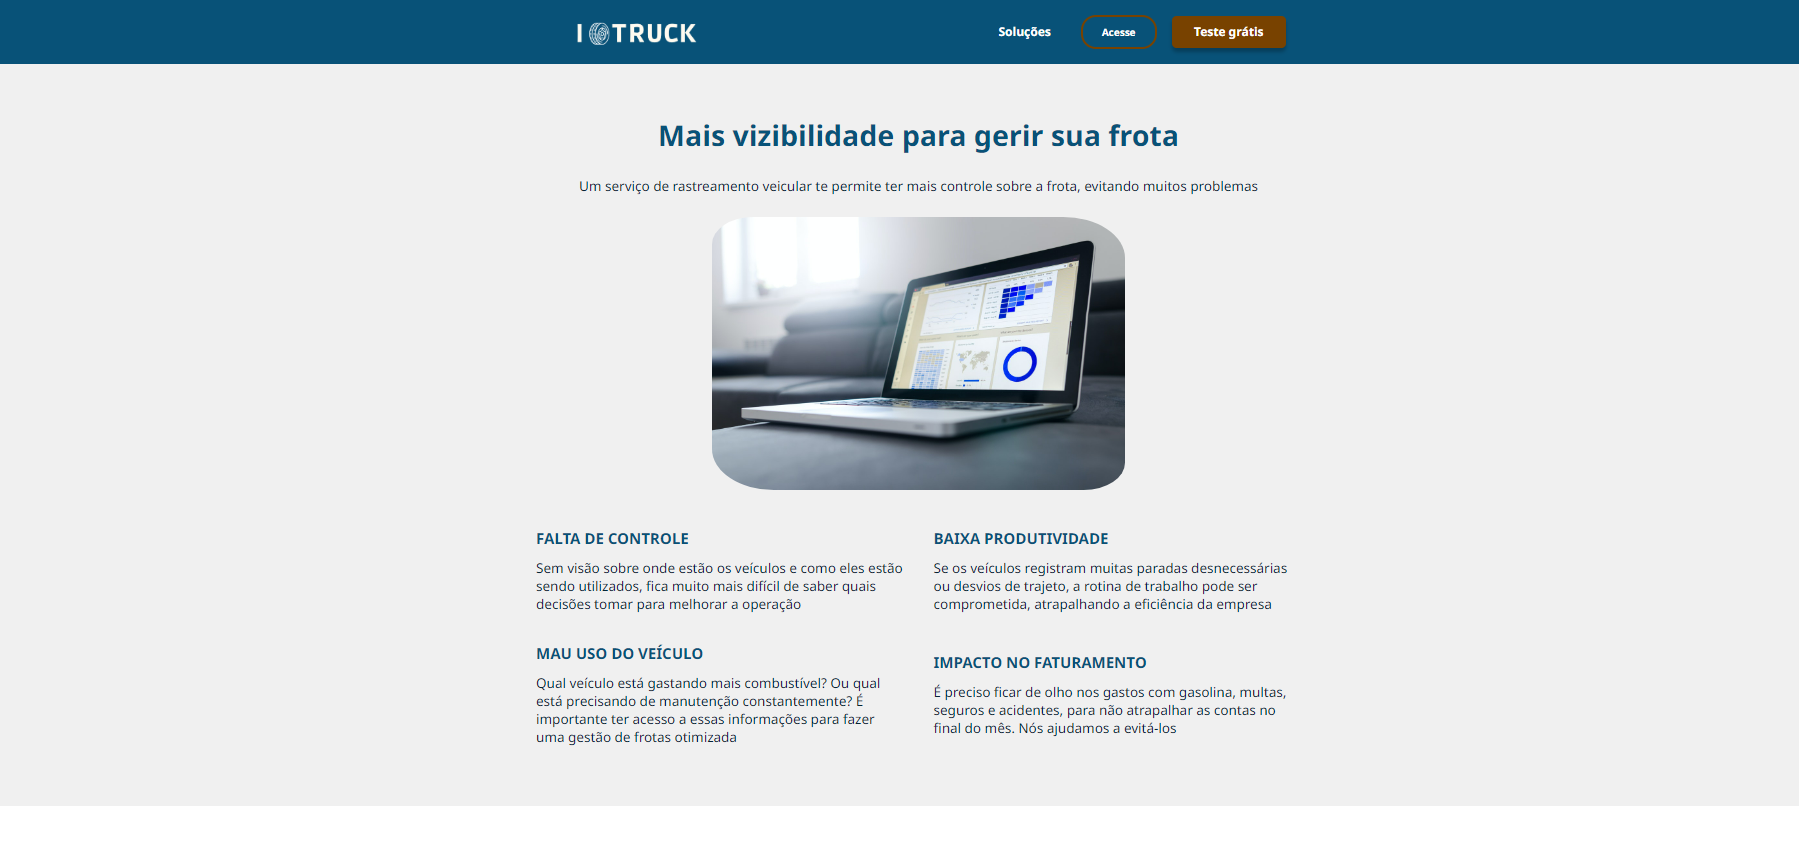 I TRUCK
Soluções
Acesse
Teste grátis
Mais vizibilidade para gerir sua frota
Um serviço de rastreamento veicular te permite ter mais controle sobre a frota, evitando muitos problemas
FALTA DE CONTROLE
Sem visão sobre onde estão os veículos e como eles estão
sendo utilizados, fica muito mais difícil de saber quais
decisões tomar para melhorar a operação
BAIXA PRODUTIVIDADE
Se os veículos registram muitas paradas desnecessárias
ou desvios de trajeto, a rotina de trabalho pode ser
comprometida, atrapalhando a eficiência da empresa
MAU USO DO VEÍCULO
Qual veículo está gastando mais combustível? Ou qual
está precisando de manutenção constantemente? É
importante ter acesso a essas informações para fazer
uma gestão de frotas otimizada
IMPACTO NO FATURAMENTO
É preciso ficar de olho nos gastos com gasolina, multas,
seguros e acidentes, para não atrapalhar as contas no
final do mês. Nós ajudamos a evitá-los